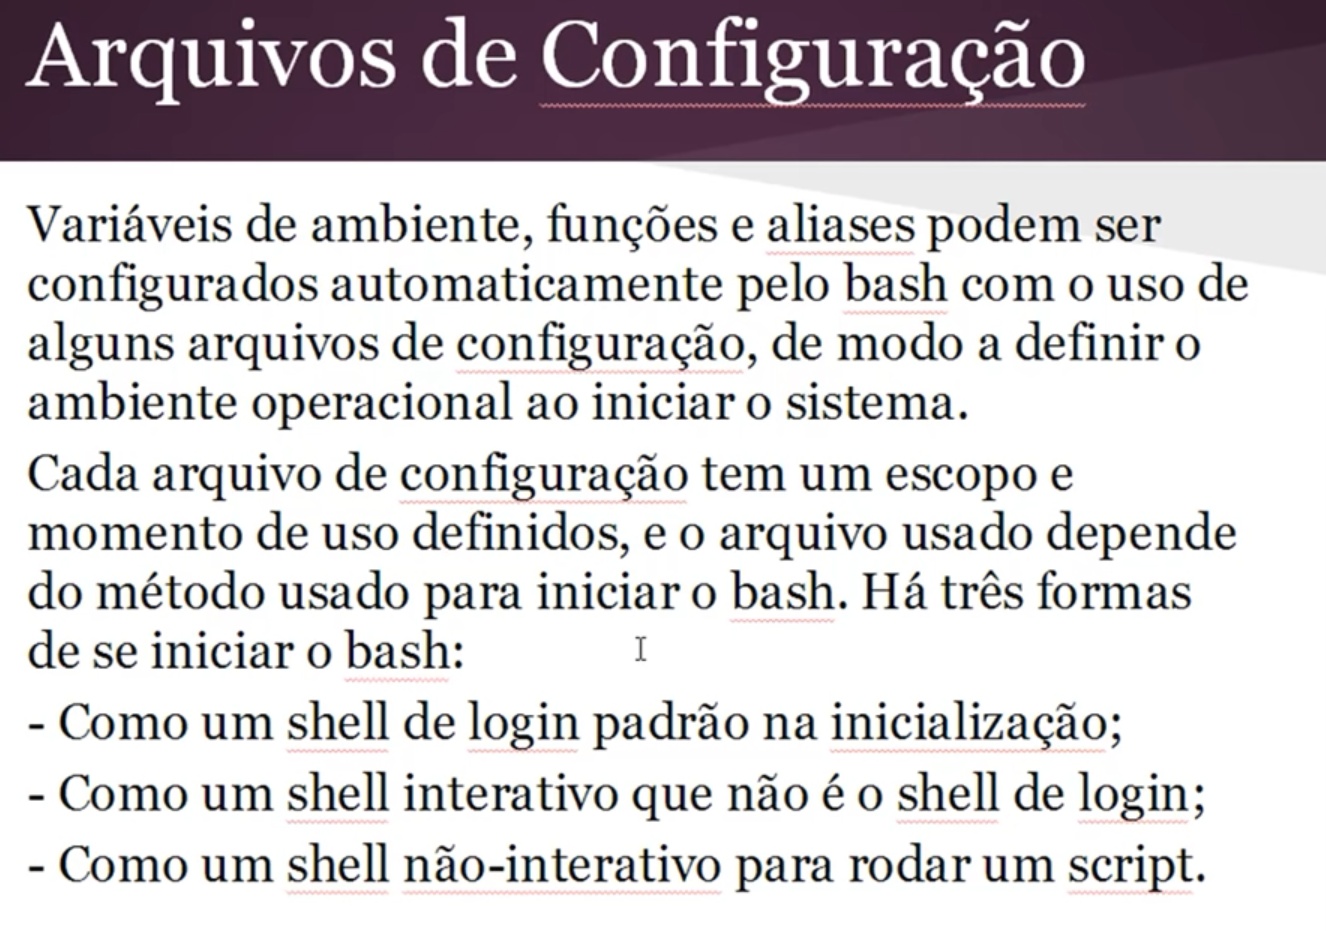 Arquivos de Configuração
Variáveis de ambiente, funções e aliases podem ser
configurados automaticamente pelo bash com o uso de
alguns arquivos de configuração, de modo a definir o
ambiente operacional ao iniciar o sistema.
Cada arquivo de configuração tem um escopo e
momento de uso definidos, e o arquivo usado depende
do método usado para iniciar o bash. Há três formas
de se iniciar o bash:
- Como um shell de login padrão na inicialização;
- Como um shell interativo que não é o shell de login;
- Como um shell não-interativo para rodar um script.